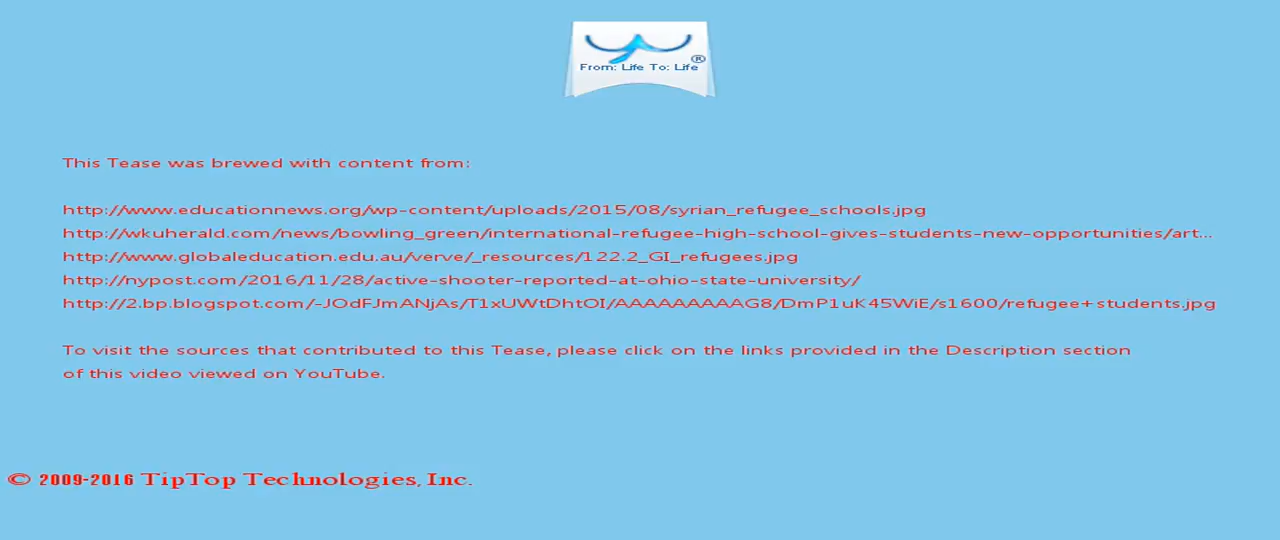 From: Life To: Life®
This Tease was brewed with content from:
http://www.educationnews.org/wp-content/uploads/2015/08/syrian_refugee_schools.jpg
http://wkuherald.com/news/bowling_green/international-refugee-high-school-gives-students-new-opportunities/art...
http://www.globaleducation.edu.au/verve/_resources/122.2_GI_refugees.jpg
http://nypost.com/2016/11/28/active-shooter-reported-at-ohio-state-university/
http://2.bp.blogspot.com/-JOdFJmANjAs/T1xUWtDhtOI/AAAAAAAAAG8/DmP1uK45WiE/s1600/refugee+students.jpg
To visit the sources that contributed to this Tease, please click on the links provided in the Description section
of this video viewed on YouTube.
© 2009-2016 TipTop Technologies, Inc.